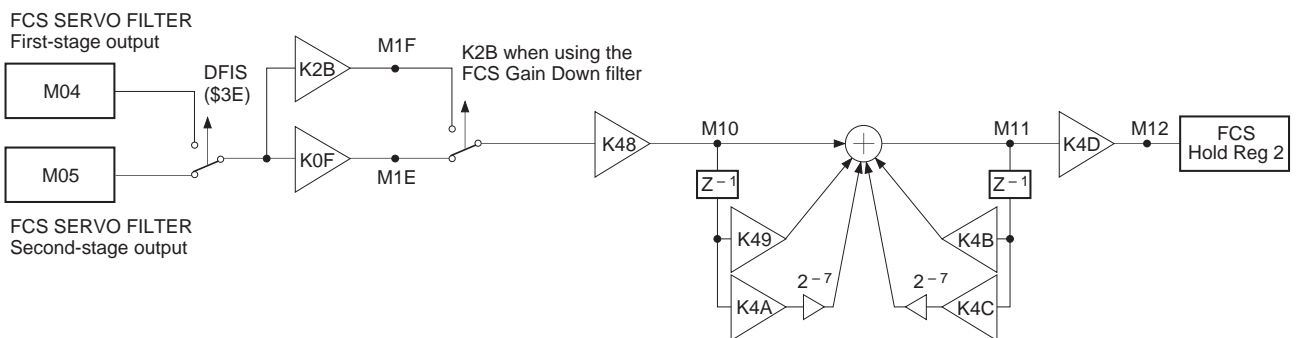 FCS SERVO FILTER
First-stage output
M04
DFIS
($3E)
M05
FCS SERVO FILTER
Second-stage output
K2B
M1F
K0F
M1E
K2B when using the
FCS Gain Down filter
K48
M10
Z – 1
K49
K4A
2 – 7
M11
Z – 1
K4B
2 – 7
K4C
K4D
M12
FCS
Hold Reg 2